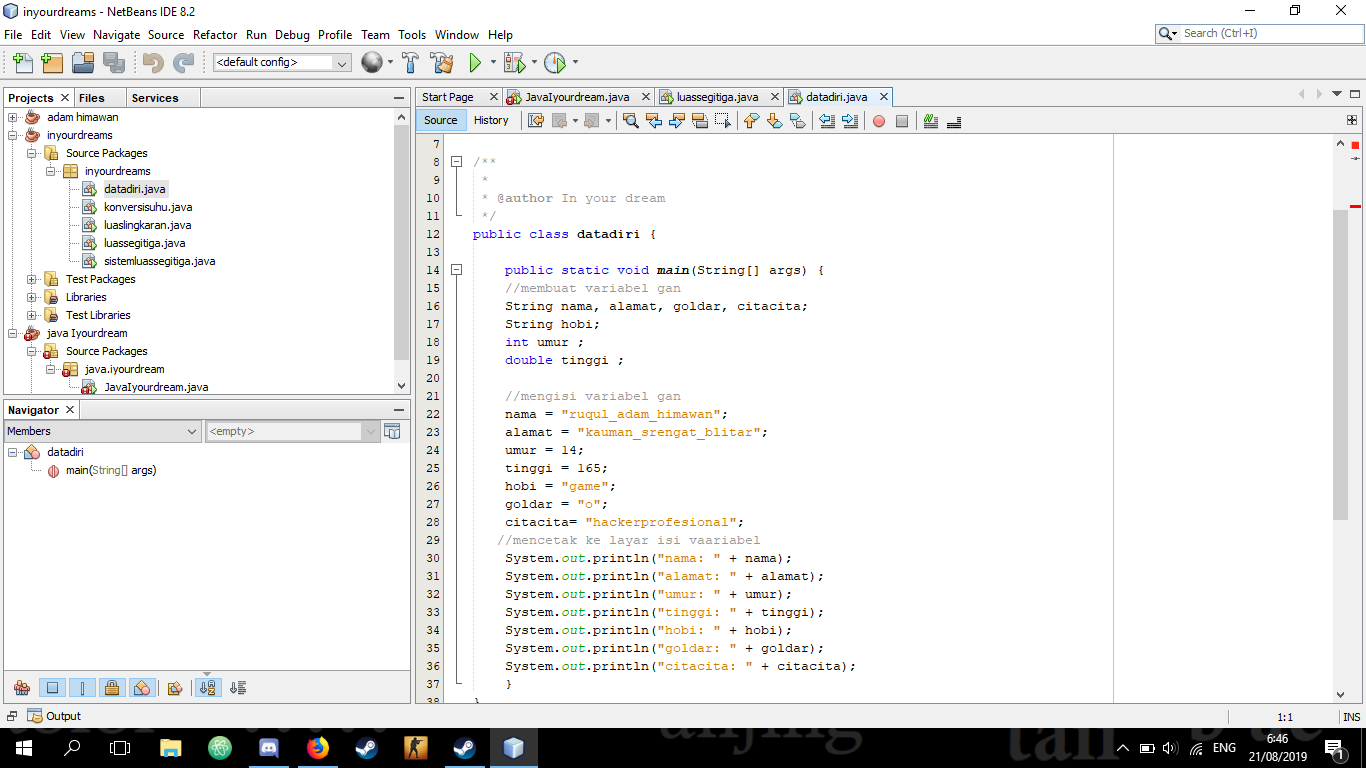 inyourdreams - NetBeans IDE 8.2
File Edit View Navigate Source Refactor Run Debug Profile Team Tools Window Help
Search (Ctrl+I)
<default config>
Projects Files Services
adam himawan
inyourdreams
Source Packages
inyourdreams
datadiri.java
konversisuhu.java
luaslingkaran.java
luassegitiga.java
sistemluassegitiga.java
Test Packages
Libraries
Test Libraries
java Iyourdream
Source Packages
java.iyourdream
JavaIyourdream.java
Navigator
Members <empty>
datadiri
main(String[] args)
Start Page JavaIyourdream.java luassegitiga.java datadiri.java
Source History
7
8 /**
9 *
10 * @author In your dream
11 */
12 public class datadiri {
13
14 public static void main(String[] args) {
15 //membuat variabel gan
16 String nama, alamat, goldar, citacita;
17 String hobi;
18 int umur ;
19 double tinggi ;
20
21 //mengisi variabel gan
22 nama = "ruqul_adam_himawan";
23 alamat = "kauman_srengat_blitar";
24 umur = 14;
25 tinggi = 165;
26 hobi = "game";
27 goldar = "o";
28 citacita= "hackerprofesional";
29 //mencetak ke layar isi vaariabel
30 System.out.println("nama: " + nama);
31 System.out.println("alamat: " + alamat);
32 System.out.println("umur: " + umur);
33 System.out.println("tinggi: " + tinggi);
34 System.out.println("hobi: " + hobi);
35 System.out.println("goldar: " + goldar);
36 System.out.println("citacita: " + citacita);
37 }
38 }
Output
1:1 INS
ENG
6:46
21/08/2019
1